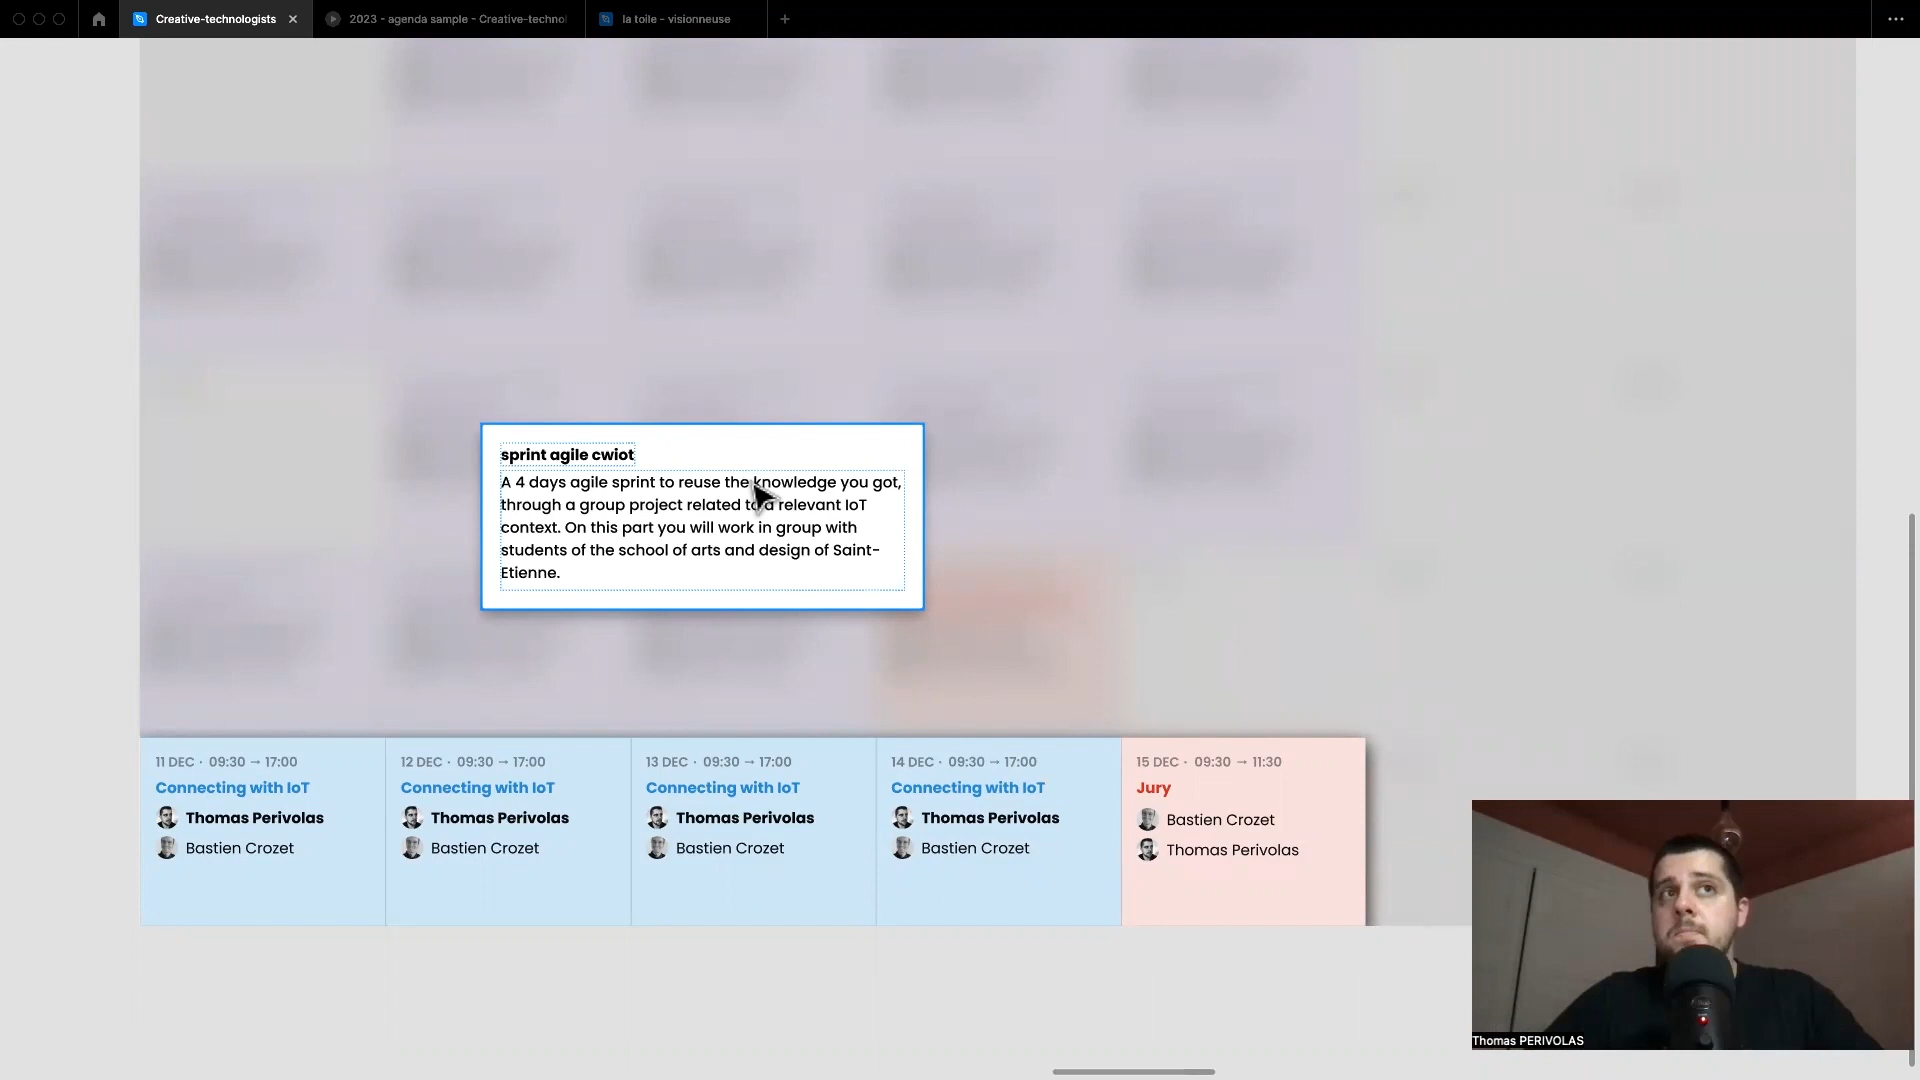 Creative-technologists
2023 - agenda sample - Creative-techno
la toile - visionneuse
sprint agile cwiot
A 4 days agile sprint to reuse the knowledge you got,
through a group project related to a relevant IoT
context. On this part you will work in group with
students of the school of arts and design of Saint-
Etienne.
11 DEC · 09:30 → 17:00
Connecting with IoT
Thomas Perivolas
Bastien Crozet
12 DEC · 09:30 → 17:00
Connecting with IoT
Thomas Perivolas
Bastien Crozet
13 DEC · 09:30 → 17:00
Connecting with IoT
Thomas Perivolas
Bastien Crozet
14 DEC · 09:30 → 17:00
Connecting with IoT
Thomas Perivolas
Bastien Crozet
15 DEC · 09:30 → 11:30
Jury
Bastien Crozet
Thomas Perivolas
Thomas PERIVOLAS